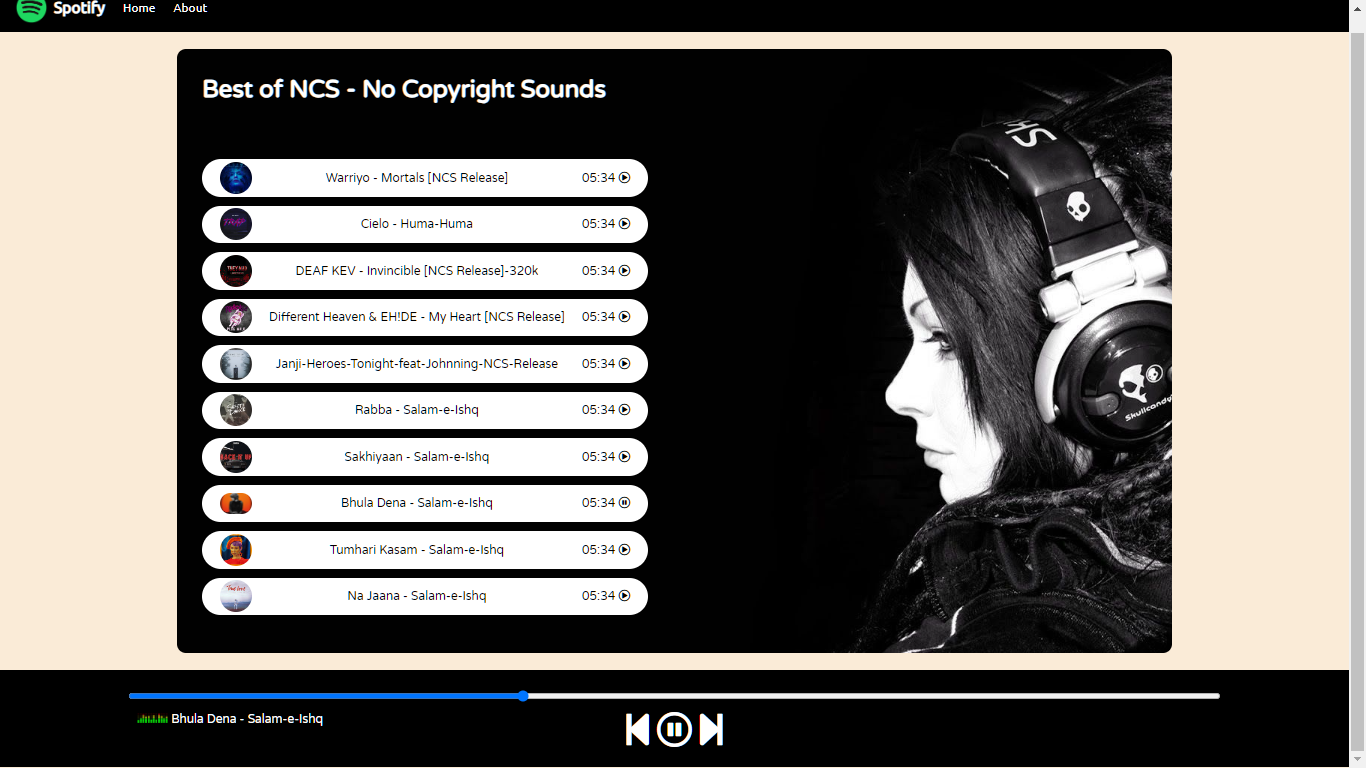 Spotify Home About
Best of NCS - No Copyright Sounds
Warriyo - Mortals [NCS Release] 05:34
Cielo - Huma-Huma 05:34
DEAF KEV - Invincible [NCS Release]-320k 05:34
Different Heaven & EH!DE - My Heart [NCS Release] 05:34
Janji-Heroes-Tonight-feat-Johnning-NCS-Release 05:34
Rabba - Salam-e-Ishq 05:34
Sakhiyaan - Salam-e-Ishq 05:34
Bhula Dena - Salam-e-Ishq 05:34
Tumhari Kasam - Salam-e-Ishq 05:34
Na Jaana - Salam-e-Ishq 05:34
Skullcandy
Bhula Dena - Salam-e-Ishq